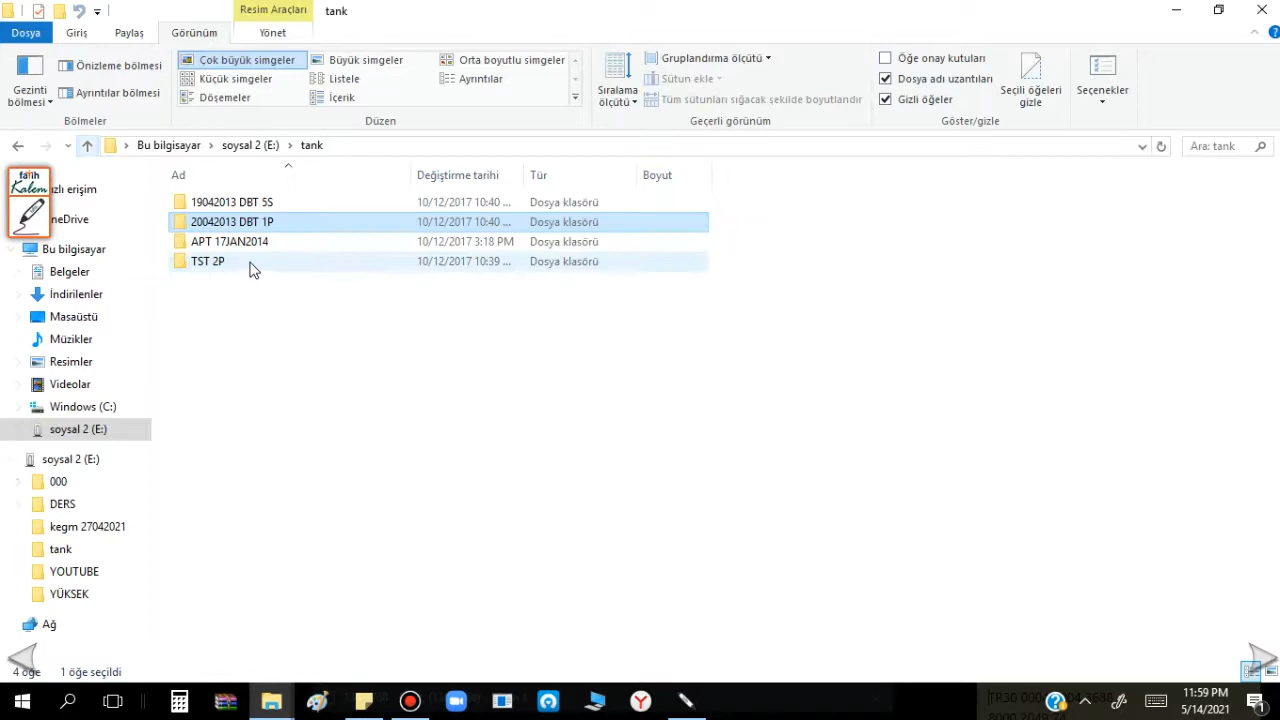 Resim Araçları tank
Dosya Giriş Paylaş Görünüm Yönet
Gezinti bölmesi
Önizleme bölmesi
Ayrıntılar bölmesi
Bölmeler
Çok büyük simgeler Büyük simgeler Orta boyutlu simgeler
Küçük simgeler Listele Ayrıntılar
Döşemeler İçerik
Düzen
Sıralama ölçütü
Gruplandırma ölçütü
Sütun ekle
Tüm sütunları sığacak şekilde boyutlandır
Geçerli görünüm
Öğe onay kutuları
Dosya adı uzantıları
Gizli öğeler
Seçili öğeleri gizle
Göster/gizle
Seçenekler
Bu bilgisayar soysal 2 (E:) tank
Ara: tank
fatih
Kalem
ızlı erişim
neDrive
Bu bilgisayar
Belgeler
İndirilenler
Masaüstü
Müzikler
Resimler
Videolar
Windows (C:)
soysal 2 (E:)
soysal 2 (E:)
000
DERS
kegm 27042021
tank
YOUTUBE
YÜKSEK
Ağ
Ad Değiştirme tarihi Tür Boyut
19042013 DBT 5S 10/12/2017 10:40 ... Dosya klasörü
20042013 DBT 1P 10/12/2017 10:40 ... Dosya klasörü
APT 17JAN2014 10/12/2017 3:18 PM Dosya klasörü
TST 2P 10/12/2017 10:39 ... Dosya klasörü
4 öğe 1 öğe seçildi
11:59 PM
5/14/2021